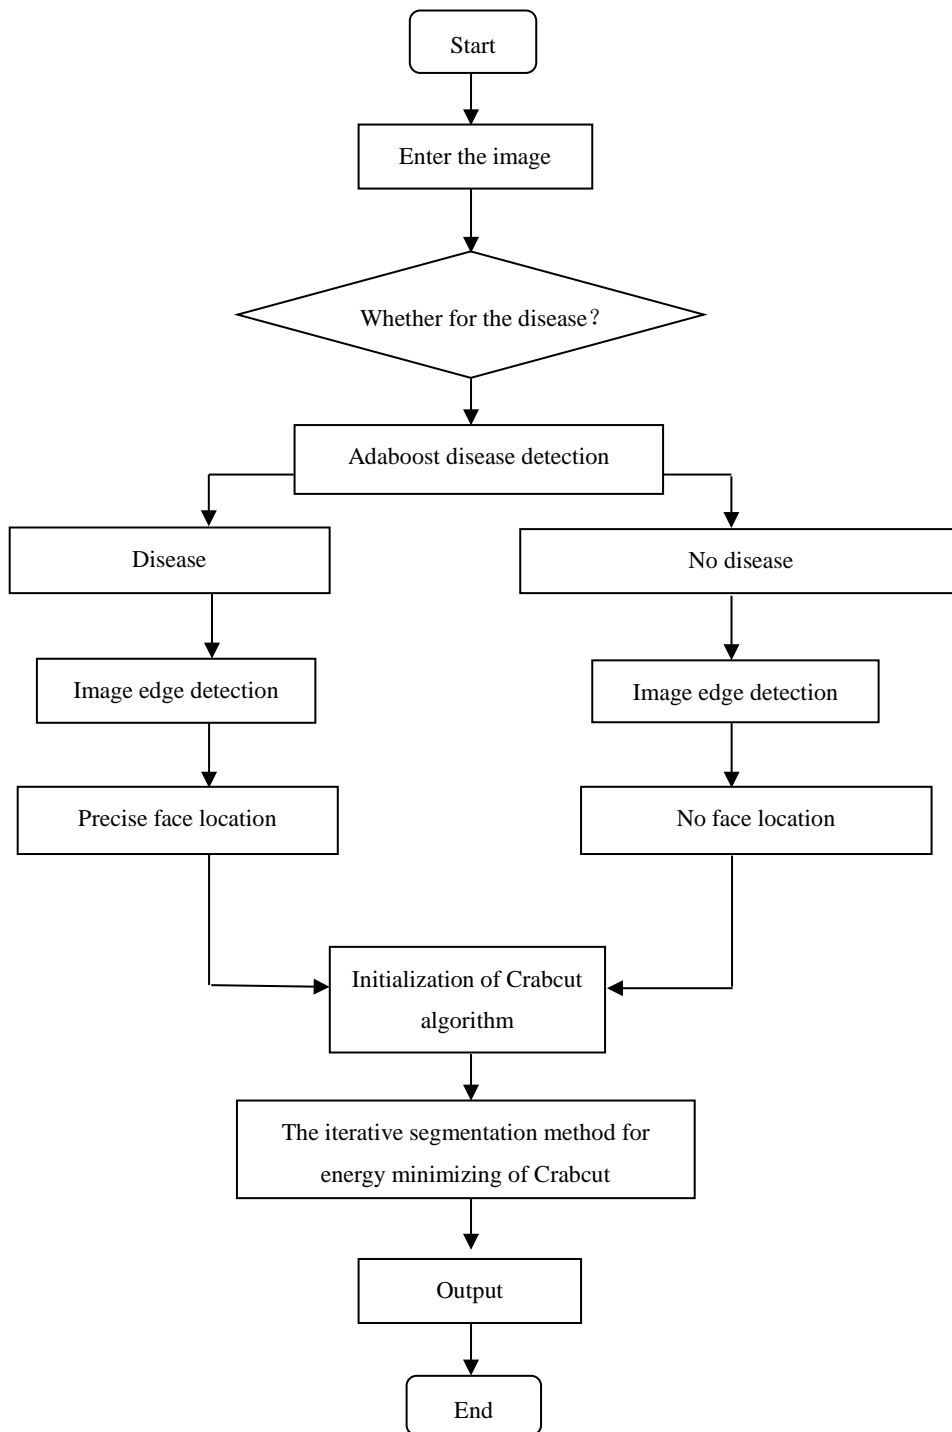 Start
Enter the image
Whether for the disease？
Adaboost disease detection
Disease
No disease
Image edge detection
Image edge detection
Precise face location
No face location
Initialization of Crabcut
algorithm
The iterative segmentation method for
energy minimizing of Crabcut
Output
End